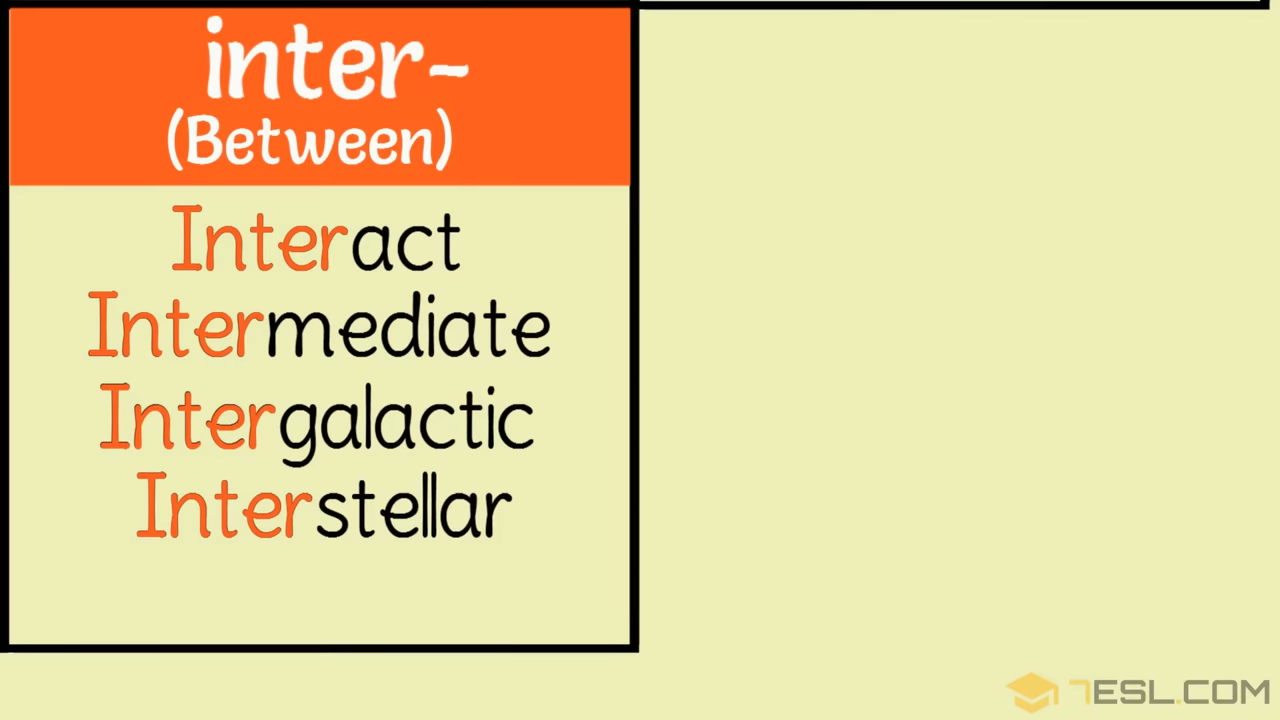 inter-
(Between)
Interact
Intermediate
Intergalactic
Interstellar
7ESL.COM